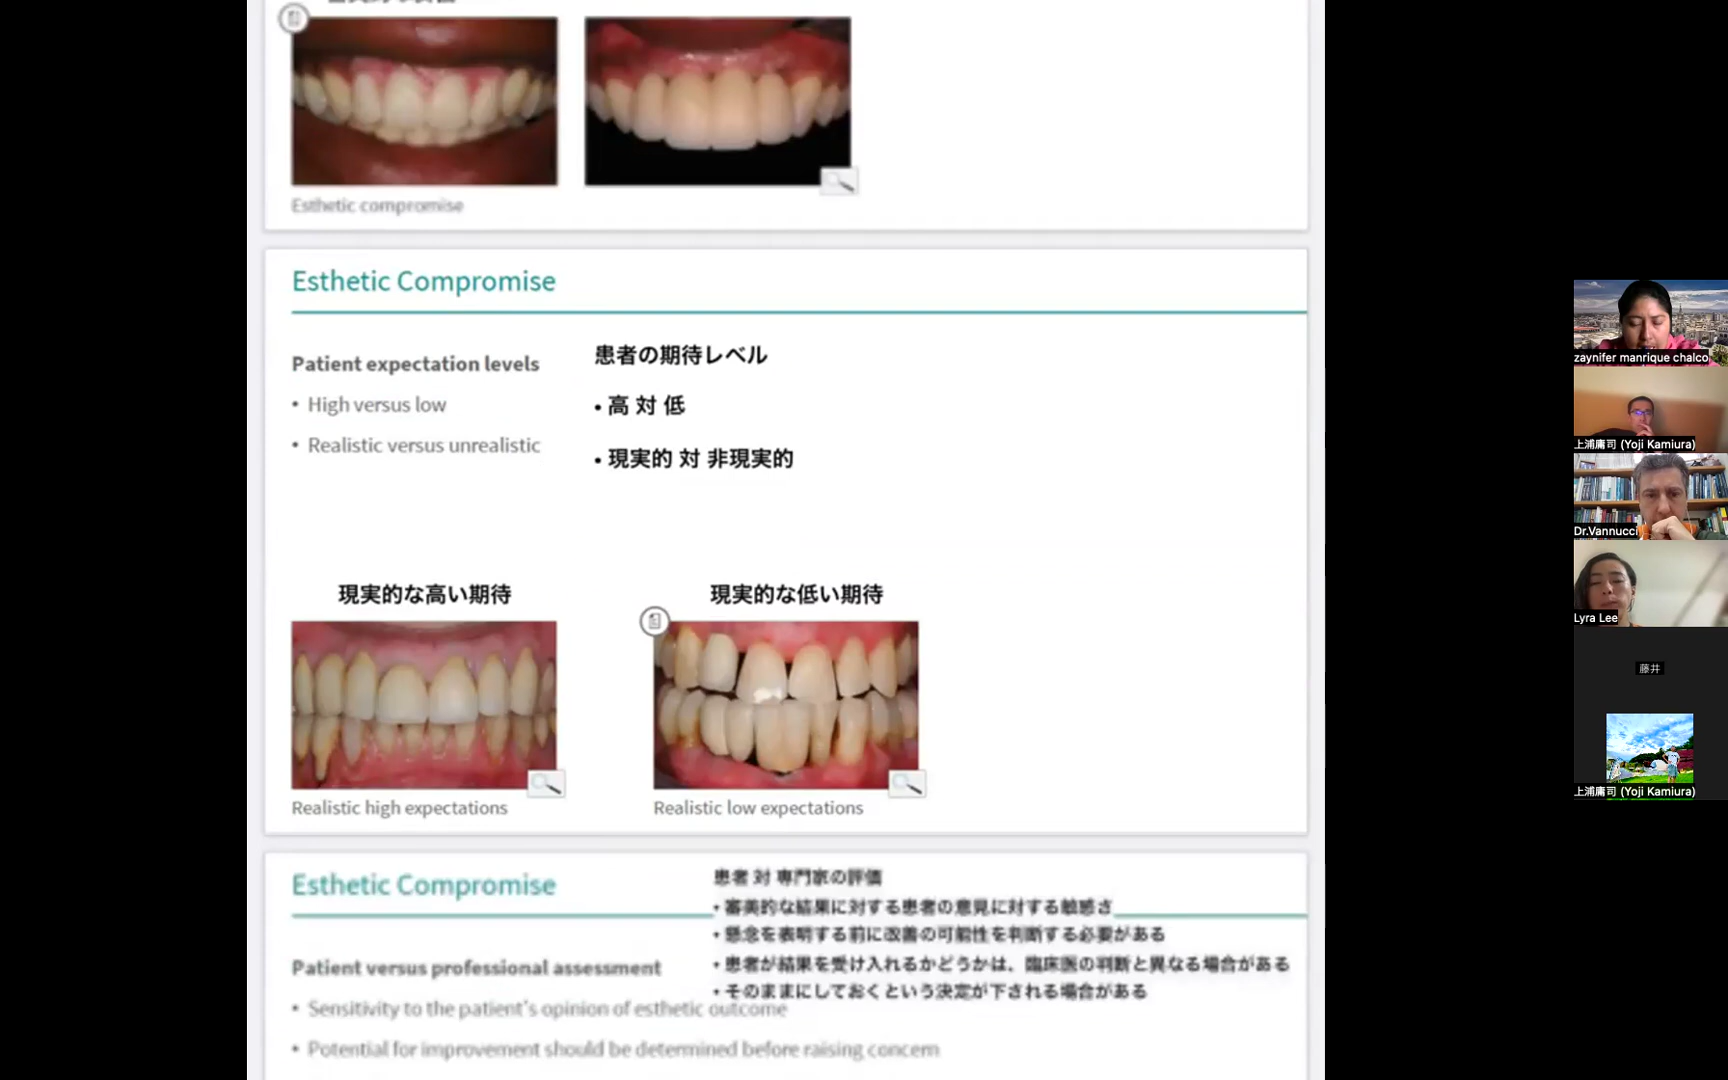 Esthetic compromise
Esthetic Compromise
Patient expectation levels
• High versus low
• Realistic versus unrealistic
患者の期待レベル
• 高 対 低
• 現実的 対 非現実的
現実的な高い期待
現実的な低い期待
Realistic high expectations
Realistic low expectations
Esthetic Compromise
患者 対 専門家の評価
• 審美的な結果に対する患者の意見に対する敏感さ
• 懸念を表明する前に改善の可能性を判断する必要がある
• 患者が結果を受け入れるかどうかは、臨床医の判断と異なる場合がある
• そのままにしておくという決定が下される場合がある
Patient versus professional assessment
• Sensitivity to the patient's opinion of esthetic outcome
• Potential for improvement should be determined before raising concern
zaynifer manrique chalco
上浦庸司 (Yoji Kamiura)
Dr.Vannucci
Lyra Lee
藤井
上浦庸司 (Yoji Kamiura)